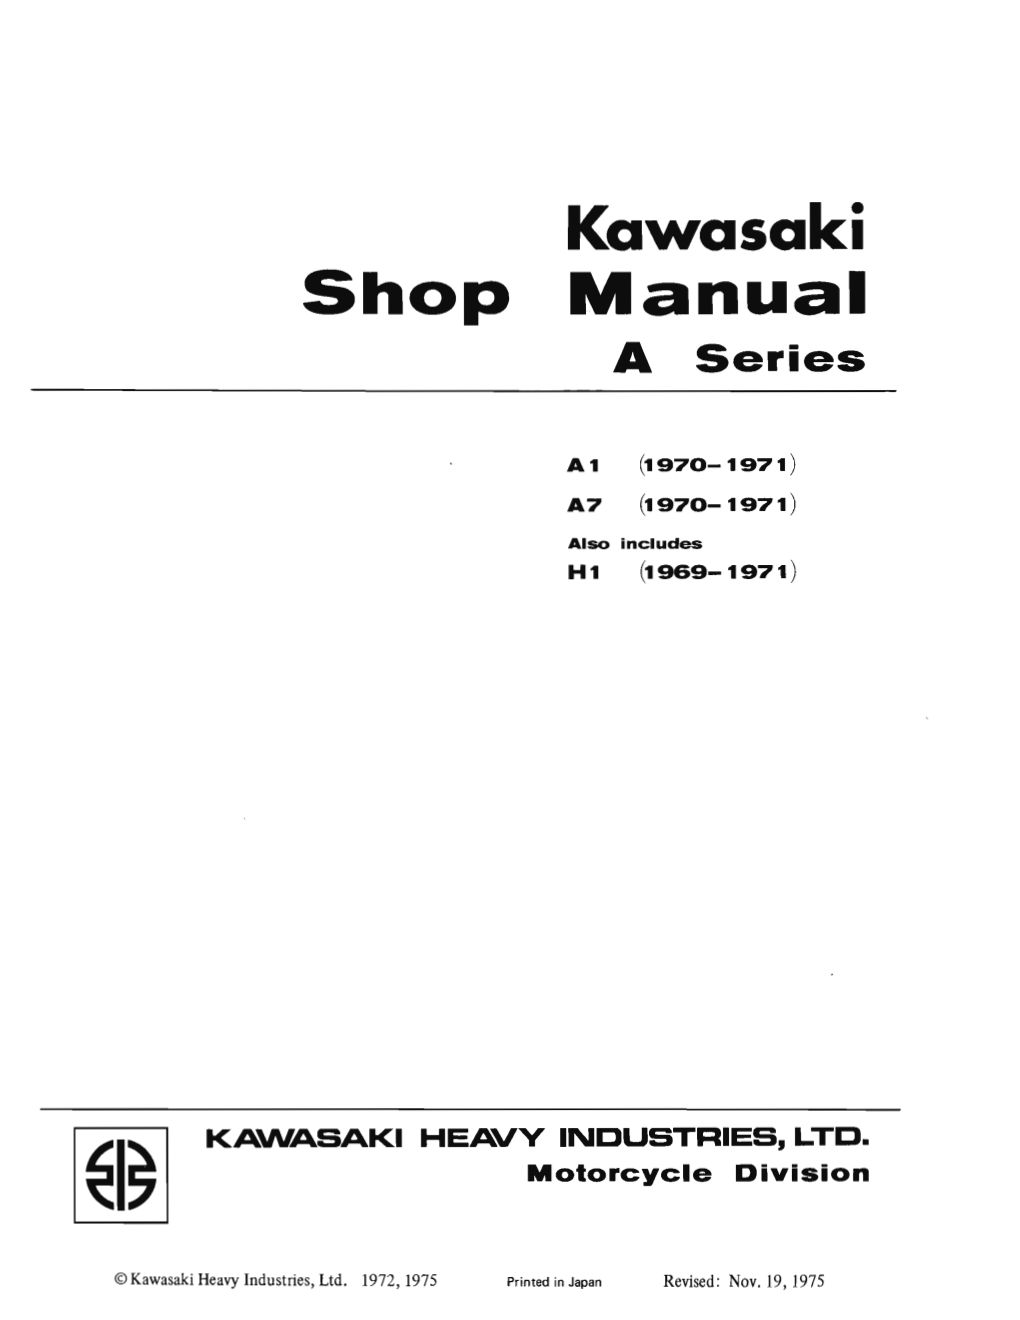 Kawasaki
Shop Manual
A Series
A1 (1970–1971)
A7 (1970–1971)
Also includes
H1 (1969–1971)
KAWASAKI HEAVY INDUSTRIES, LTD.
Motorcycle Division
© Kawasaki Heavy Industries, Ltd. 1972, 1975 Printed in Japan Revised: Nov. 19, 1975